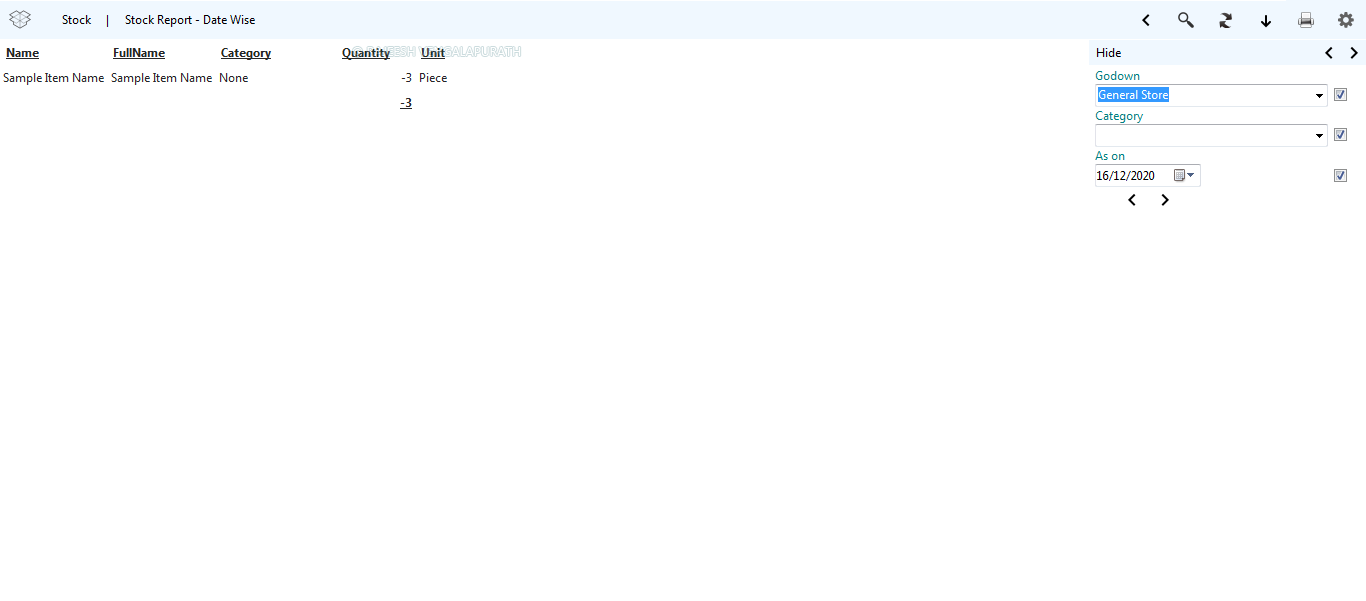 Stock | Stock Report - Date Wise
Name FullName Category Quantity Unit
Sample Item Name Sample Item Name None -3 Piece
-3
Hide
Godown
General Store
Category
As on
16/12/2020